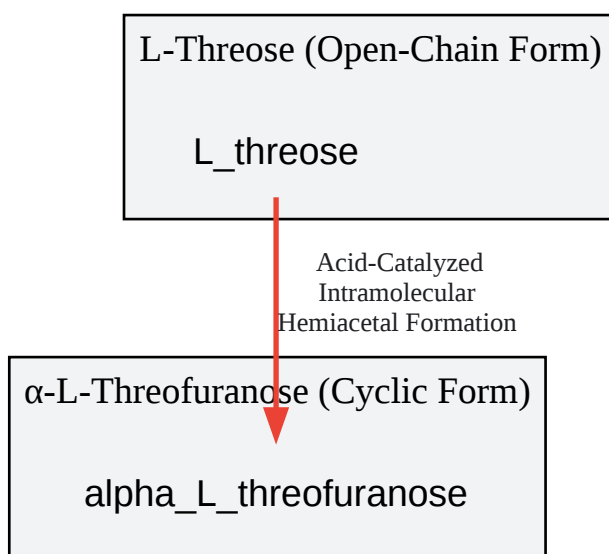 L-Threose (Open-Chain Form)
L_threose
Acid-Catalyzed
Intramolecular
Hemiacetal Formation
α-L-Threofuranose (Cyclic Form)
alpha_L_threofuranose